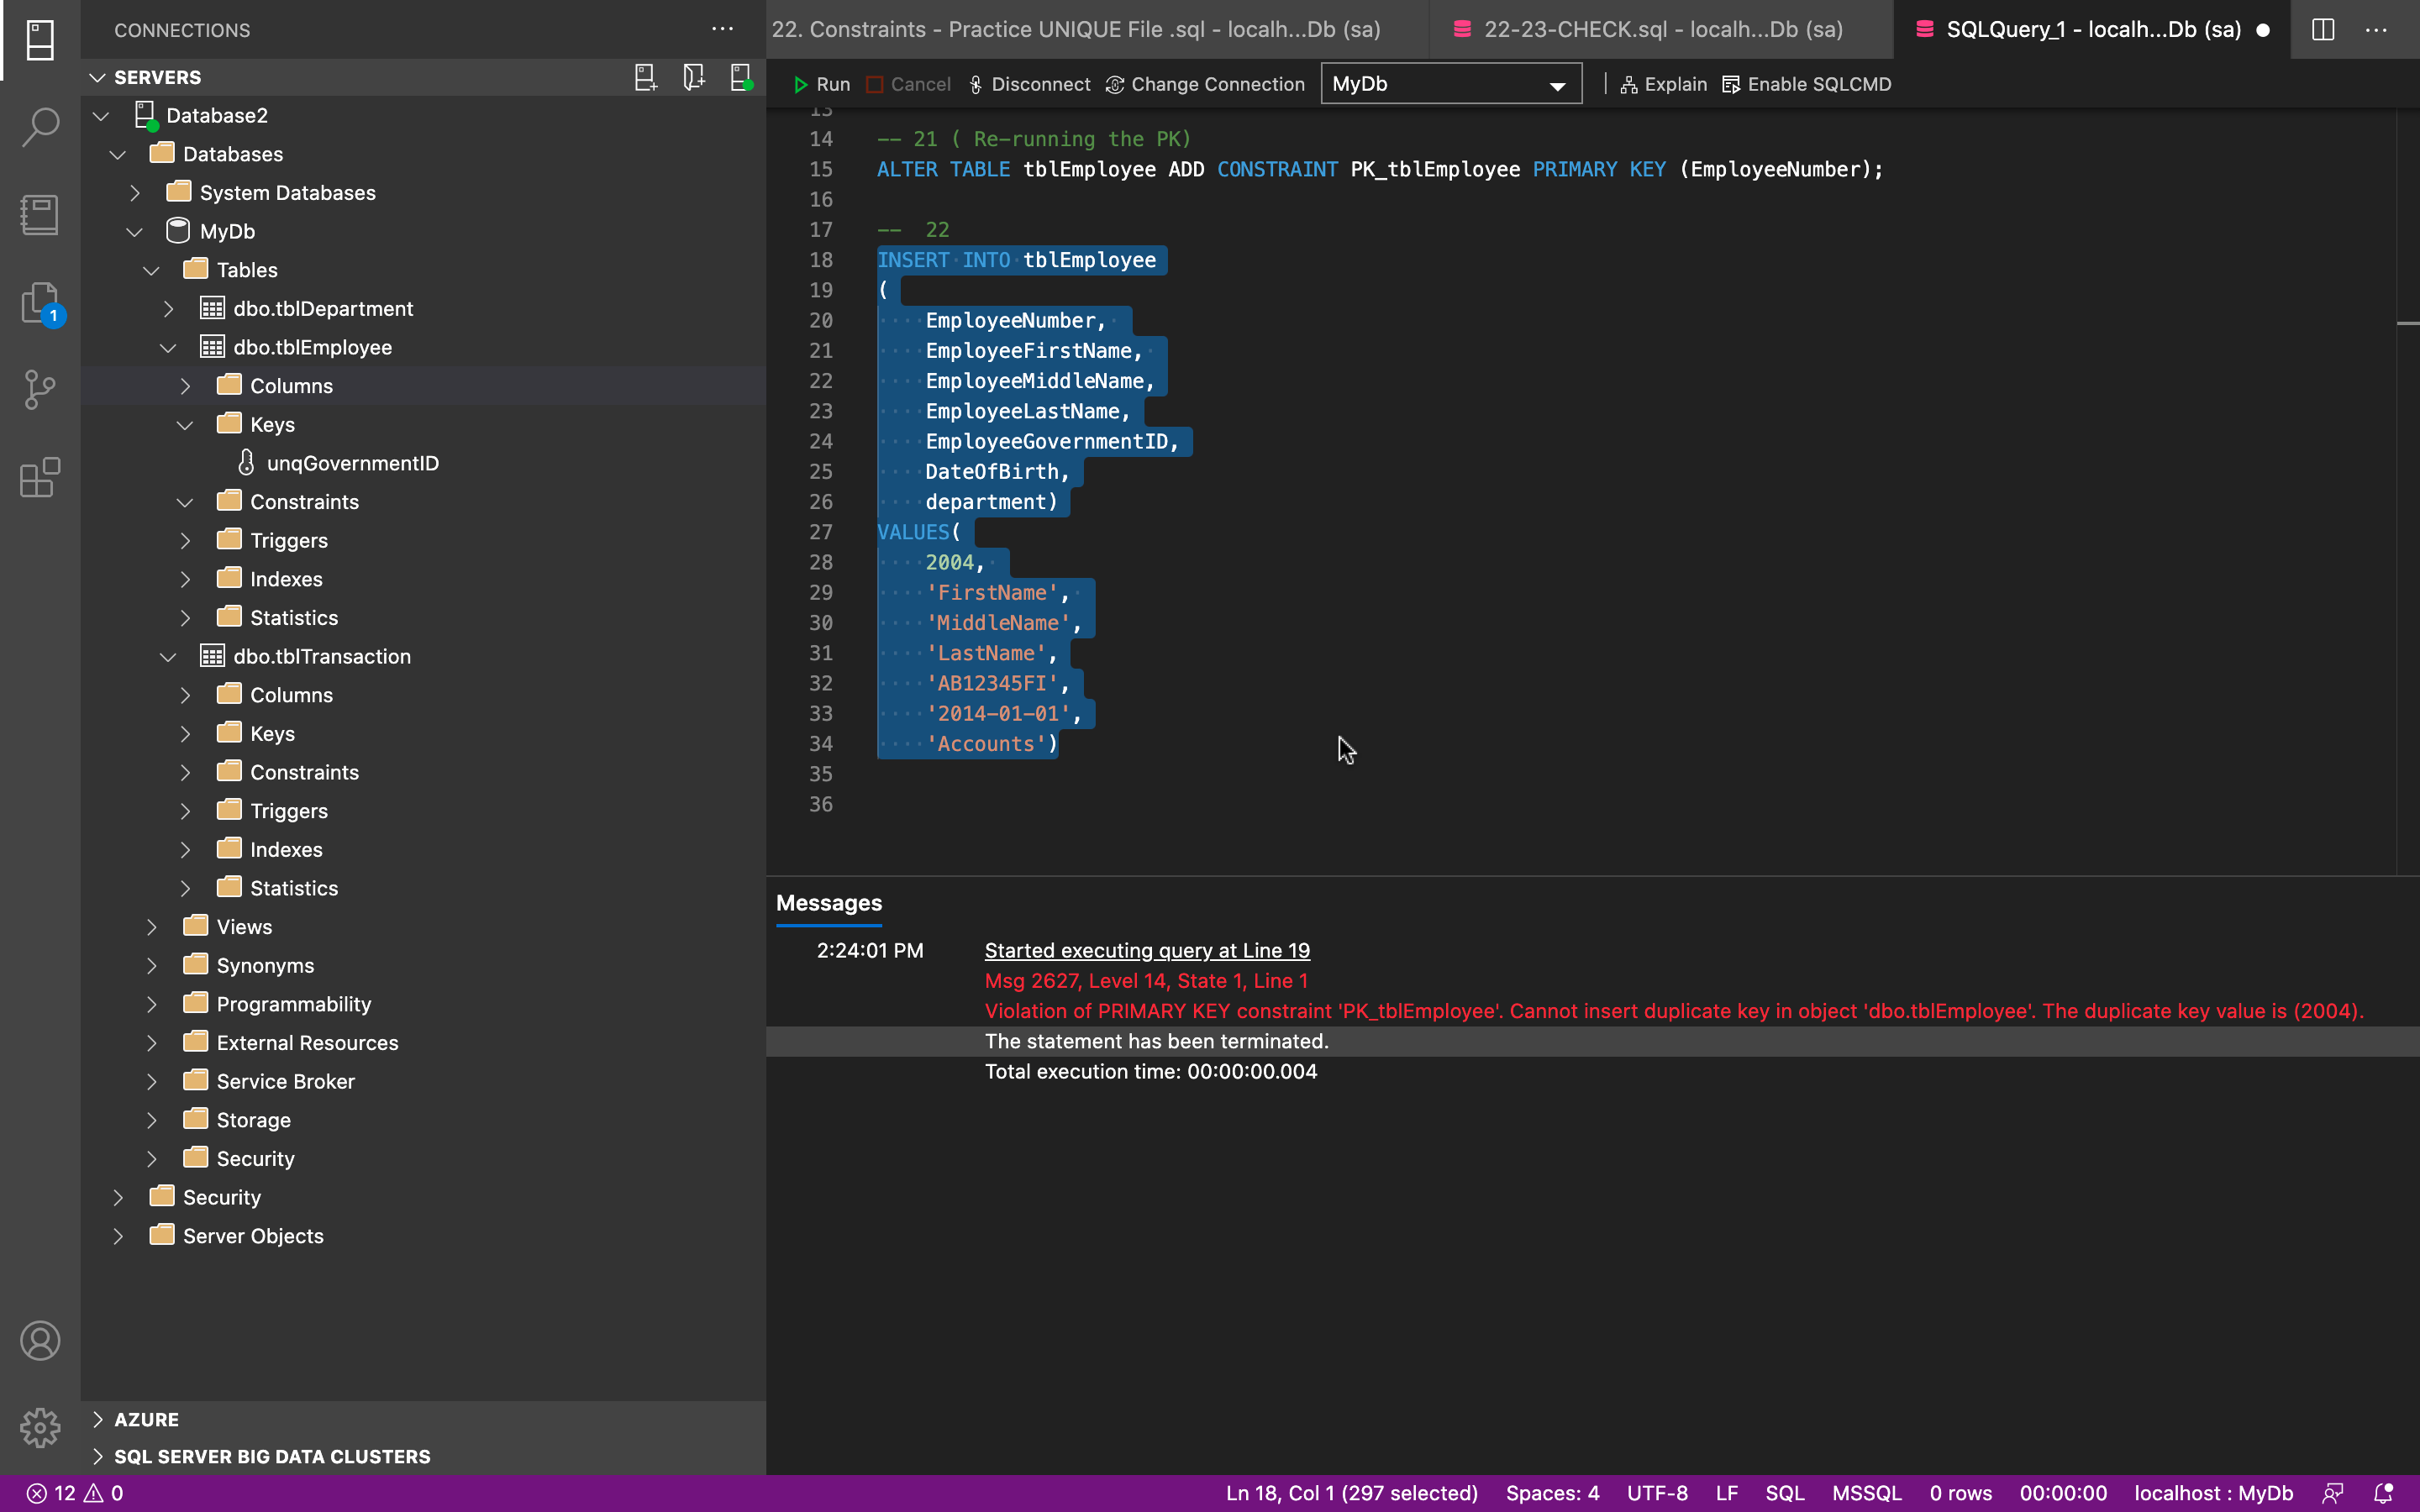 CONNECTIONS
SERVERS
Database2
Databases
System Databases
MyDb
Tables
dbo.tblDepartment
dbo.tblEmployee
Columns
Keys
unqGovernmentID
Constraints
Triggers
Indexes
Statistics
dbo.tblTransaction
Columns
Keys
Constraints
Triggers
Indexes
Statistics
Views
Synonyms
Programmability
External Resources
Service Broker
Storage
Security
Security
Server Objects
AZURE
SQL SERVER BIG DATA CLUSTERS
1
22. Constraints - Practice UNIQUE File .sql - localh...Db (sa)
22-23-CHECK.sql - localh...Db (sa)
SQLQuery_1 - localh...Db (sa)
Run Cancel Disconnect Change Connection MyDb Explain Enable SQLCMD
13
14 -- 21 ( Re-running the PK)
15 ALTER TABLE tblEmployee ADD CONSTRAINT PK_tblEmployee PRIMARY KEY (EmployeeNumber);
16
17 -- 22
18 INSERT INTO tblEmployee
19 (
20 EmployeeNumber,
21 EmployeeFirstName,
22 EmployeeMiddleName,
23 EmployeeLastName,
24 EmployeeGovernmentID,
25 DateOfBirth,
26 department)
27 VALUES(
28 2004,
29 'FirstName',
30 'MiddleName',
31 'LastName',
32 'AB12345FI',
33 '2014-01-01',
34 'Accounts')
35
36
Messages
2:24:01 PM Started executing query at Line 19
Msg 2627, Level 14, State 1, Line 1
Violation of PRIMARY KEY constraint 'PK_tblEmployee'. Cannot insert duplicate key in object 'dbo.tblEmployee'. The duplicate key value is (2004).
The statement has been terminated.
Total execution time: 00:00:00.004
12 0 Ln 18, Col 1 (297 selected) Spaces: 4 UTF-8 LF SQL MSSQL 0 rows 00:00:00 localhost : MyDb